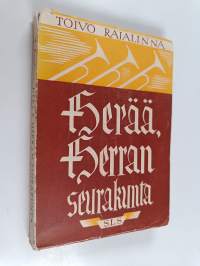 TOIVO RAJALINNA
Herää,
Herran
seurakunta
SLS